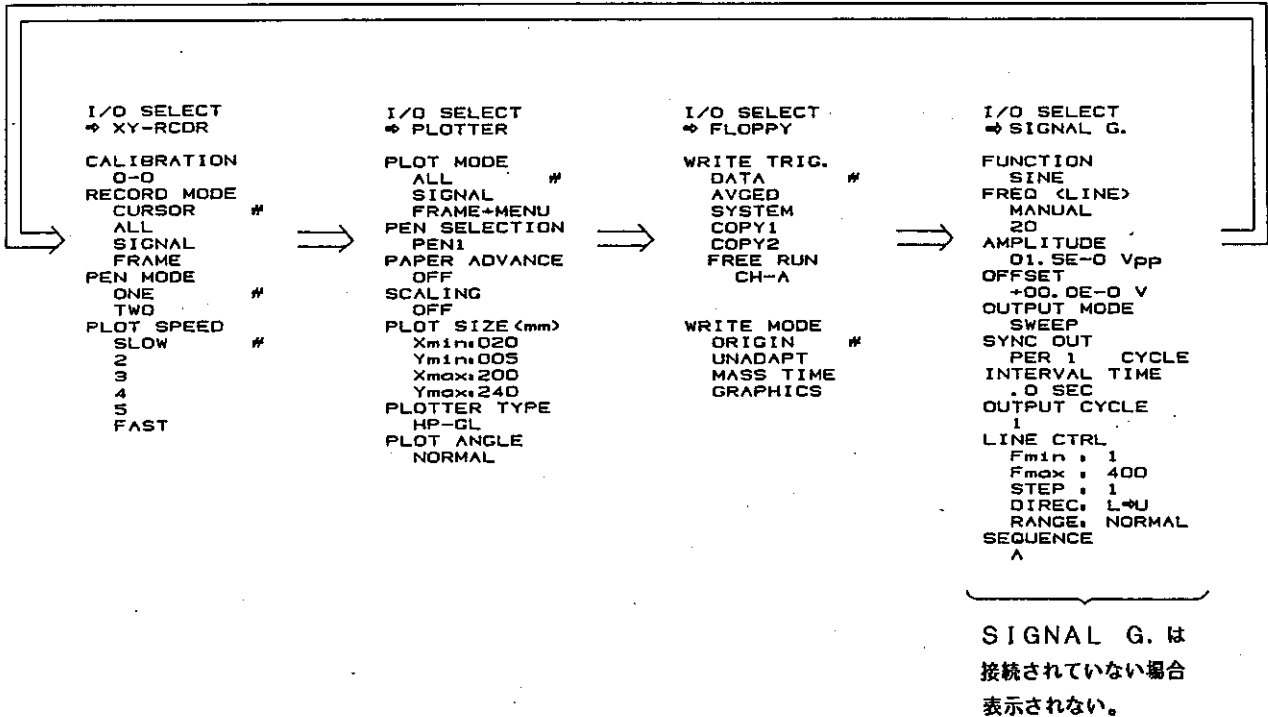 I/O SELECT
⇒ XY-RCDR
CALIBRATION
0-0
RECORD MODE
CURSOR #
ALL
SIGNAL
FRAME
PEN MODE
ONE #
TWO
PLOT SPEED
SLOW #
2
3
4
5
FAST
I/O SELECT
⇒ PLOTTER
PLOT MODE
ALL #
SIGNAL
FRAME+MENU
PEN SELECTION
PEN1
PAPER ADVANCE
OFF
SCALING
OFF
PLOT SIZE<mm>
Xmin:020
Ymin:005
Xmax:200
Ymax:240
PLOTTER TYPE
HP-GL
PLOT ANGLE
NORMAL
I/O SELECT
⇒ FLOPPY
WRITE TRIG.
DATA #
AVGED
SYSTEM
COPY1
COPY2
FREE RUN
CH-A
WRITE MODE
ORIGIN #
UNADAPT
MASS TIME
GRAPHICS
I/O SELECT
⇒ SIGNAL G.
FUNCTION
SINE
FREQ <LINE>
MANUAL
20
AMPLITUDE
01.5E-0 Vpp
OFFSET
+00.0E-0 V
OUTPUT MODE
SWEEP
SYNC OUT
PER 1 CYCLE
INTERVAL TIME
.0 SEC
OUTPUT CYCLE
1
LINE CTRL
Fmin : 1
Fmax : 400
STEP : 1
DIREC: L⇒U
RANGE: NORMAL
SEQUENCE
A
SIGNAL G. は
接続されていない場合
表示されない。